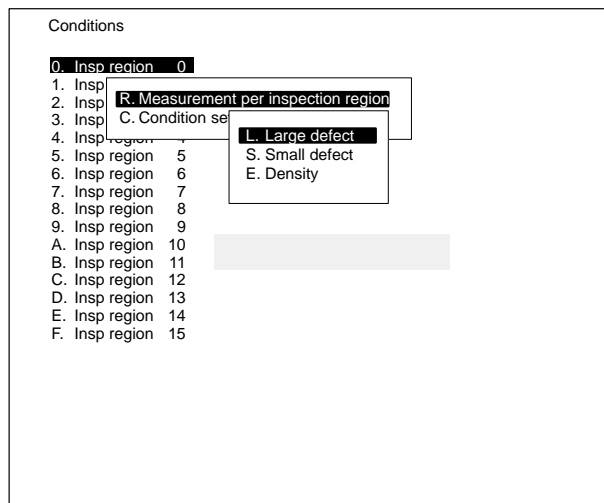 Conditions
0. Insp region 0
1. Insp
2. Insp
3. Insp
4. Insp
5. Insp region 5
6. Insp region 6
7. Insp region 7
8. Insp region 8
9. Insp region 9
A. Insp region 10
B. Insp region 11
C. Insp region 12
D. Insp region 13
E. Insp region 14
F. Insp region 15
R. Measurement per inspection region
C. Condition se
L. Large defect
S. Small defect
E. Density